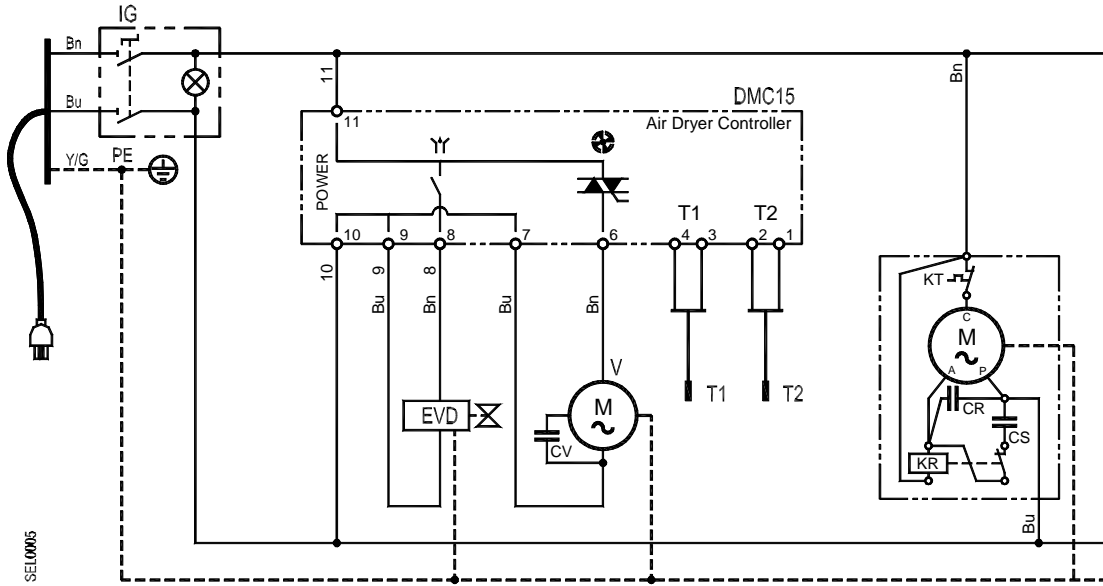 IG
Bn
Bu
Y/G PE
11
DMC15
11
Air Dryer Controller
POWER
T1 T2
10 9 8 7 6 4 3 2 1
10
9
8
Bu
Bn
Bu
Bn
Bn
T1 T2
V
M
EVD
CV
KT
C
M
A P
CR
CS
KR
Bu
SEL0005